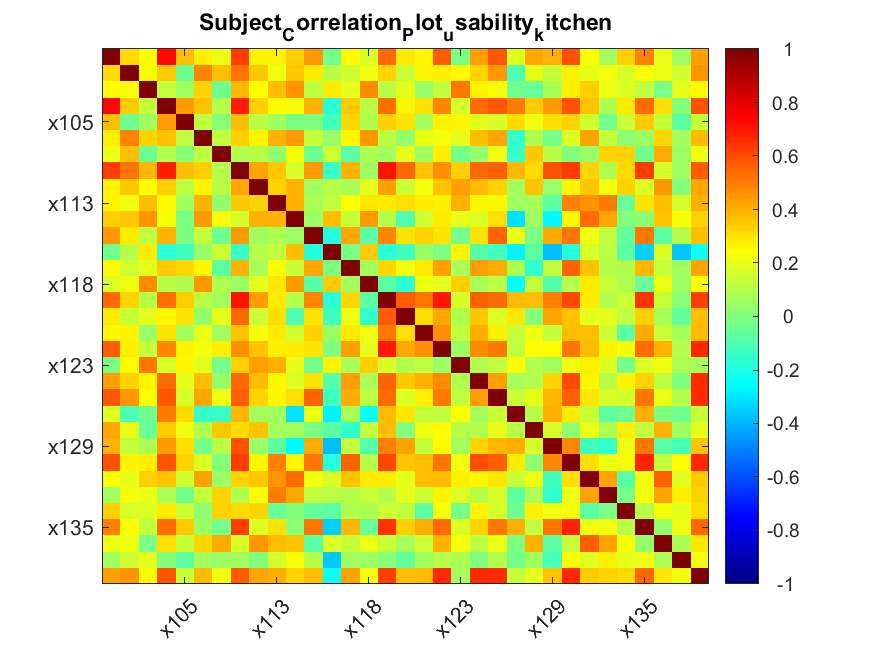 Subject_Correlation_Plot_usability_kitchen
1
0.8
x105
0.6
x113
0.4
0.2
x118
0
x123
-0.2
-0.4
x129
-0.6
x135
-0.8
-1
x105 x113 x118 x123 x129 x135